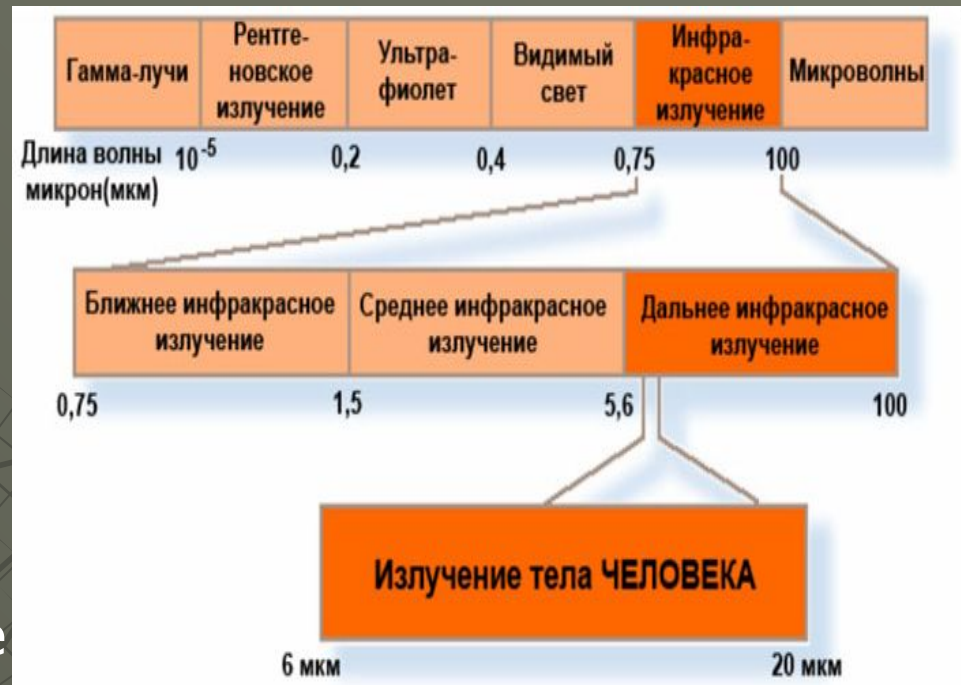 Гамма-лучи
Рентге-
новское
излучение
Ультра-
фиолет
Видимый
свет
Инфра-
красное
излучение
Микроволны
Длина волны
микрон(мкм)
10⁻⁵
0,2
0,4
0,75
100
Ближнее инфракрасное
излучение
Среднее инфракрасное
излучение
Дальнее инфракрасное
излучение
0,75
1,5
5,6
100
Излучение тела ЧЕЛОВЕКА
6 мкм
20 мкм
е